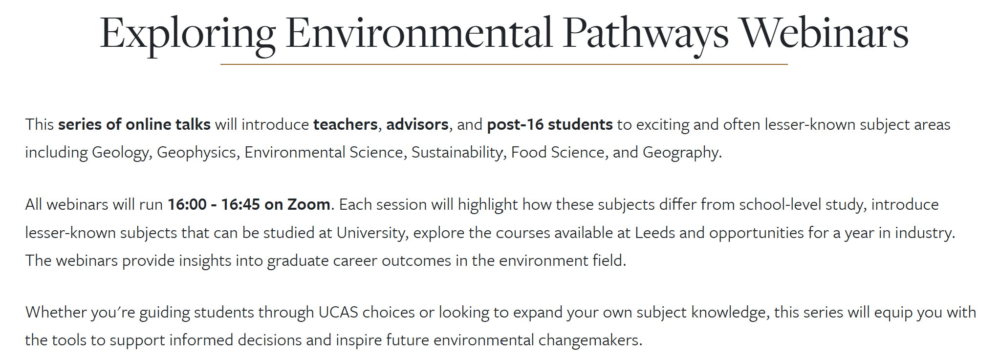 Exploring Environmental Pathways Webinars
This series of online talks will introduce teachers, advisors, and post-16 students to exciting and often lesser-known subject areas
including Geology, Geophysics, Environmental Science, Sustainability, Food Science, and Geography.
All webinars will run 16:00 - 16:45 on Zoom. Each session will highlight how these subjects differ from school-level study, introduce
lesser-known subjects that can be studied at University, explore the courses available at Leeds and opportunities for a year in industry.
The webinars provide insights into graduate career outcomes in the environment field.
Whether you're guiding students through UCAS choices or looking to expand your own subject knowledge, this series will equip you with
the tools to support informed decisions and inspire future environmental changemakers.